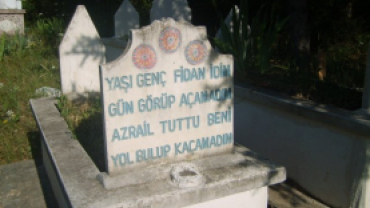 YAŞI GENÇ FİDAN İDİM
GÜN GÖRÜP AÇAMADIM
AZRAİL TUTTU BENİ
YOL BULUP KAÇAMADIM